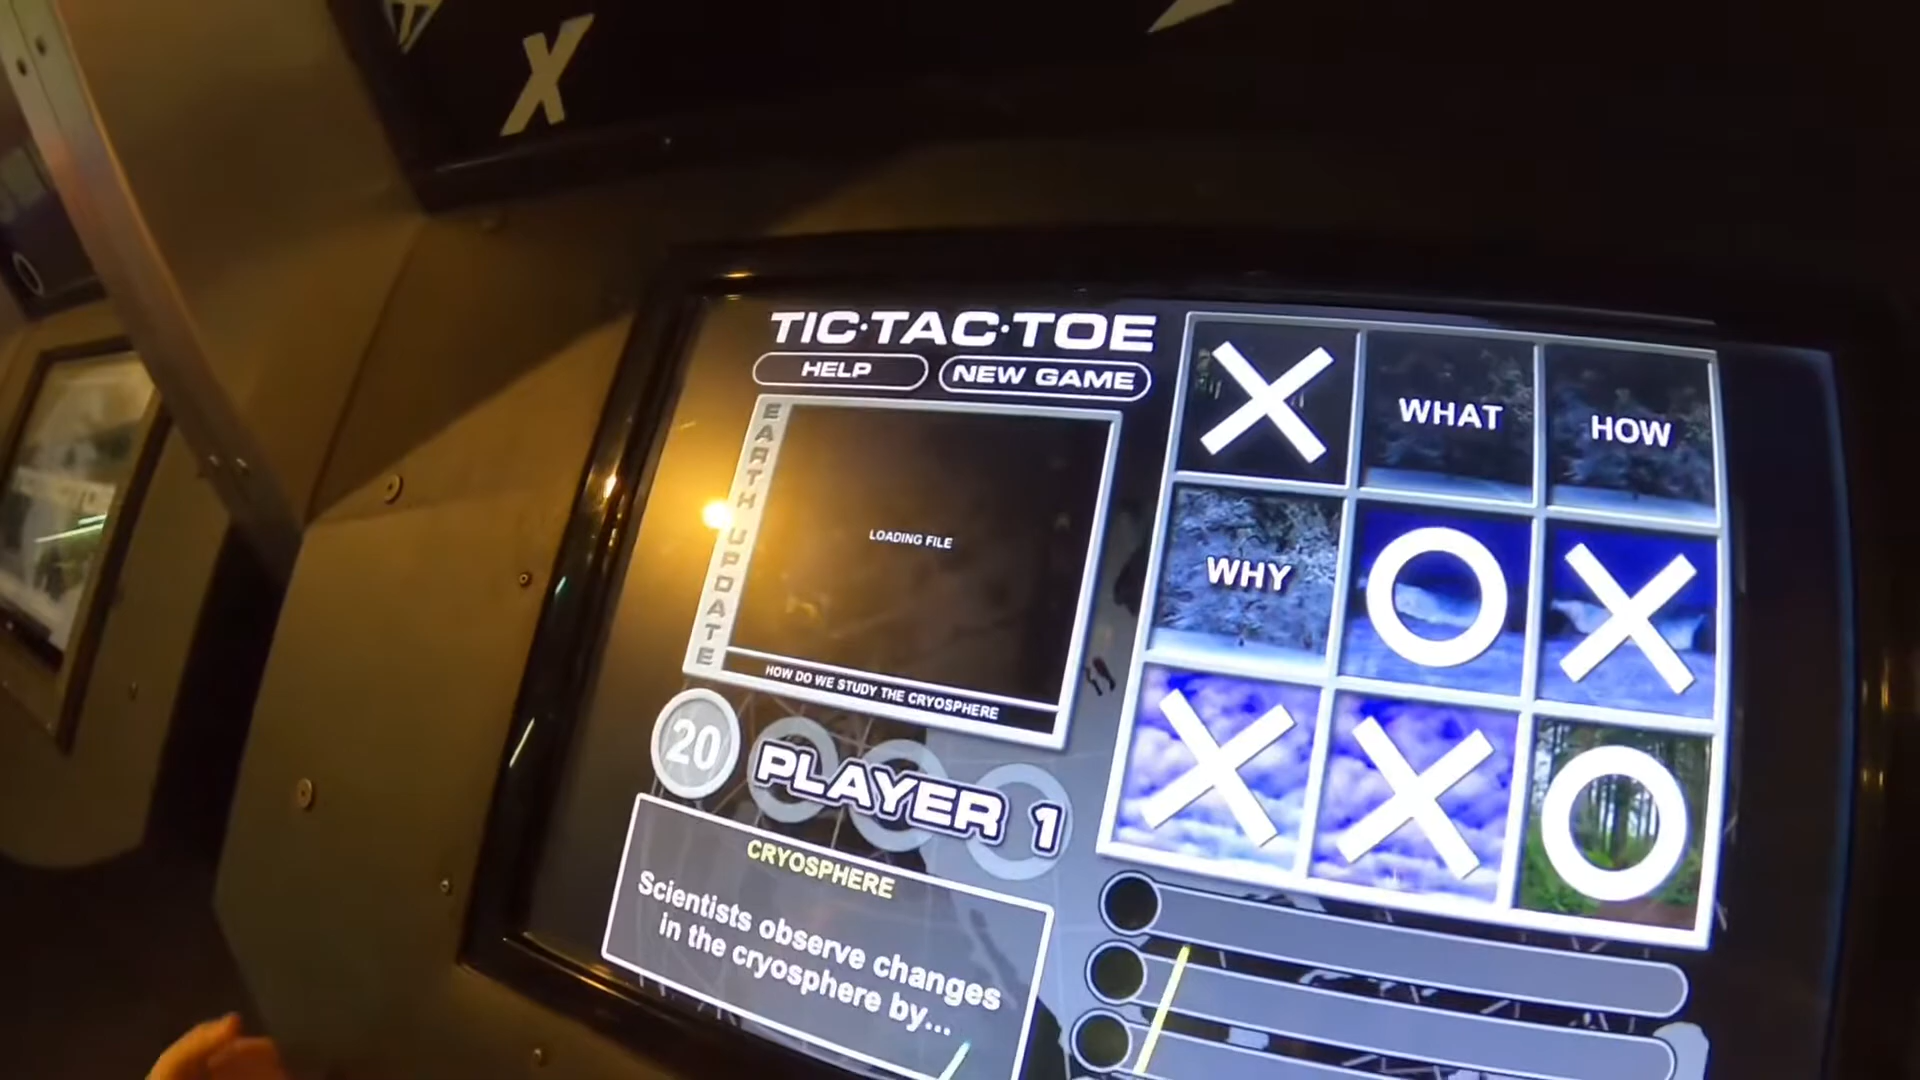 X
TIC·TAC·TOE
HELP
NEW GAME
EARTH UPDATE
LOADING FILE
HOW DO WE STUDY THE CRYOSPHERE
20
PLAYER 1
CRYOSPHERE
Scientists observe changes
in the cryosphere by...
X
WHAT
HOW
WHY
O
X
X
X
O